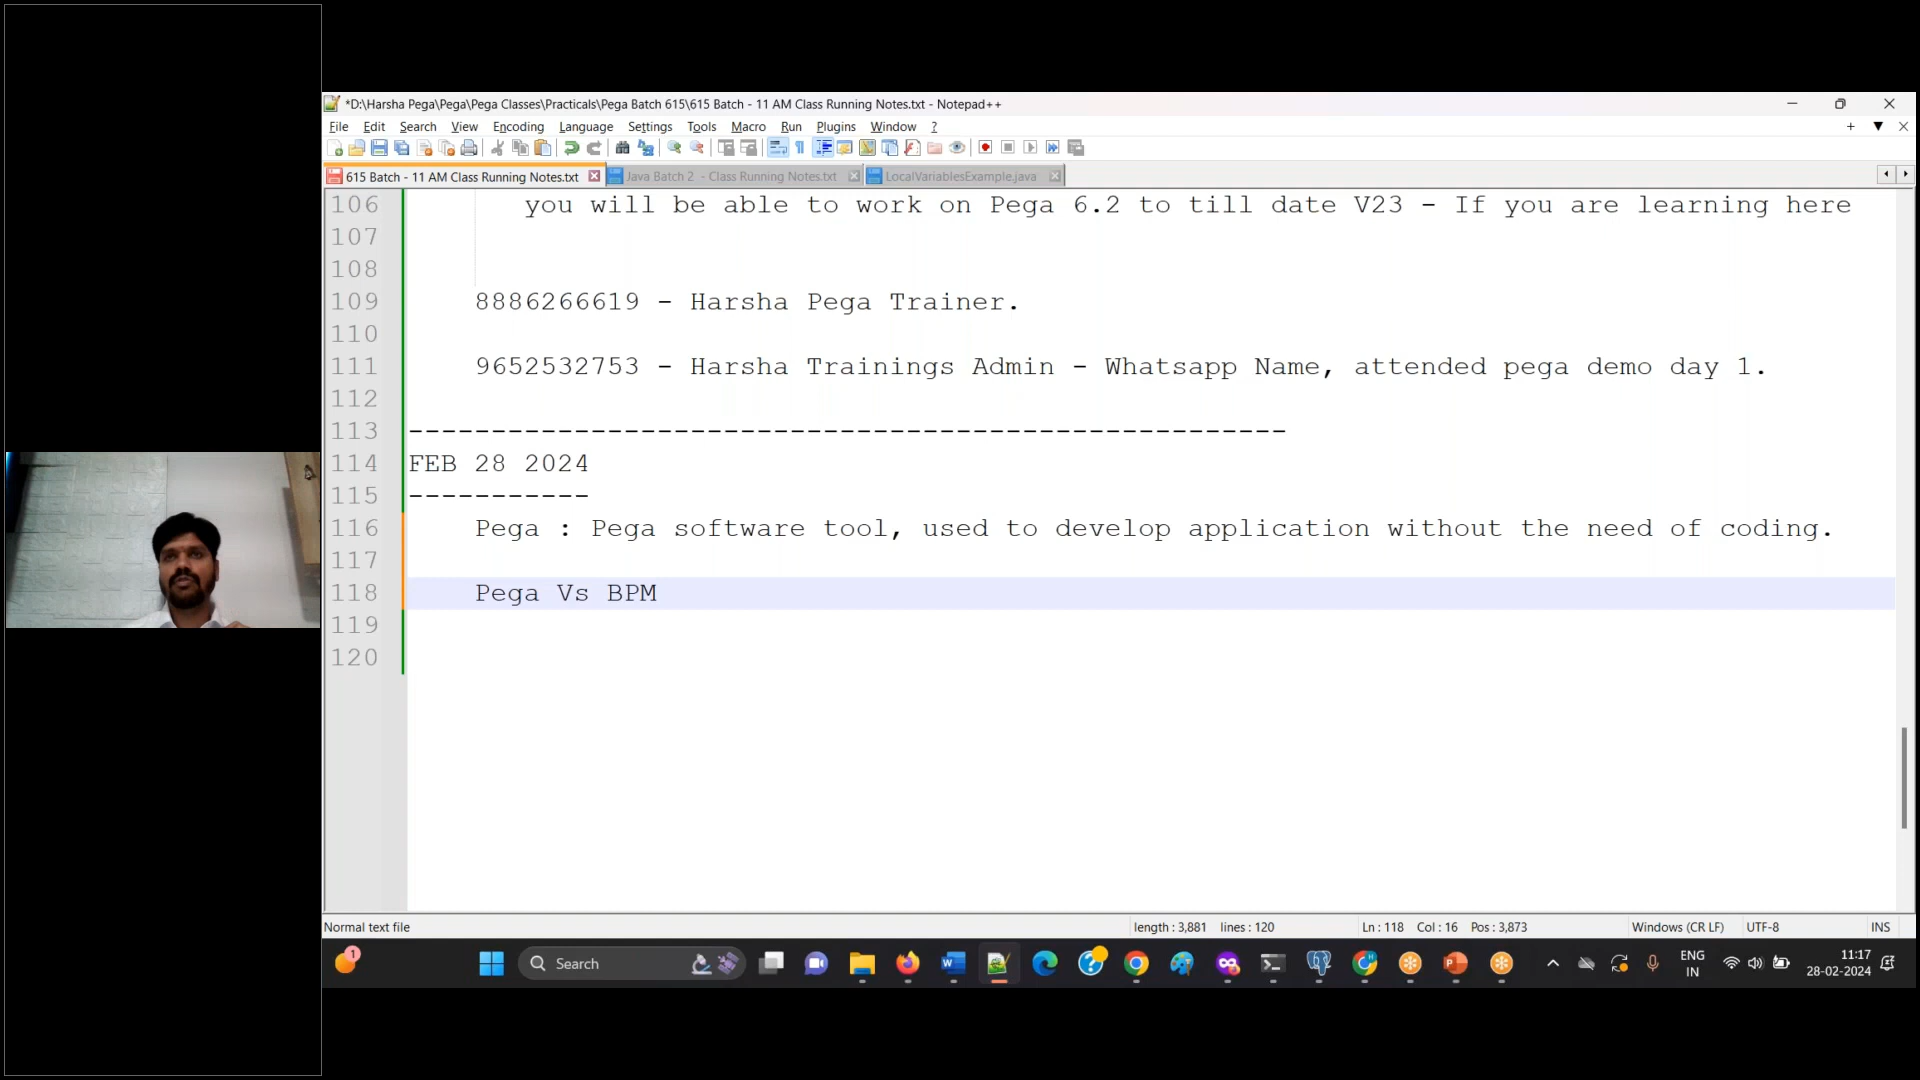 *D:\Harsha Pega\Pega\Pega Classes\Practicals\Pega Batch 615\615 Batch - 11 AM Class Running Notes.txt - Notepad++
File Edit Search View Encoding Language Settings Tools Macro Run Plugins Window ?
615 Batch - 11 AM Class Running Notes.txt Java Batch 2 - Class Running Notes.txt LocalVariablesExample.java
106 you will be able to work on Pega 6.2 to till date V23 - If you are learning here
107
108
109 8886266619 - Harsha Pega Trainer.
110
111 9652532753 - Harsha Trainings Admin - Whatsapp Name, attended pega demo day 1.
112
113 -----------------------------------------------------
114 FEB 28 2024
115 -----------
116 Pega : Pega software tool, used to develop application without the need of coding.
117
118 Pega Vs BPM
119
120
Normal text file length : 3,881 lines : 120 Ln : 118 Col : 16 Pos : 3,873 Windows (CR LF) UTF-8 INS
1 Search ENG 11:17
IN 28-02-2024